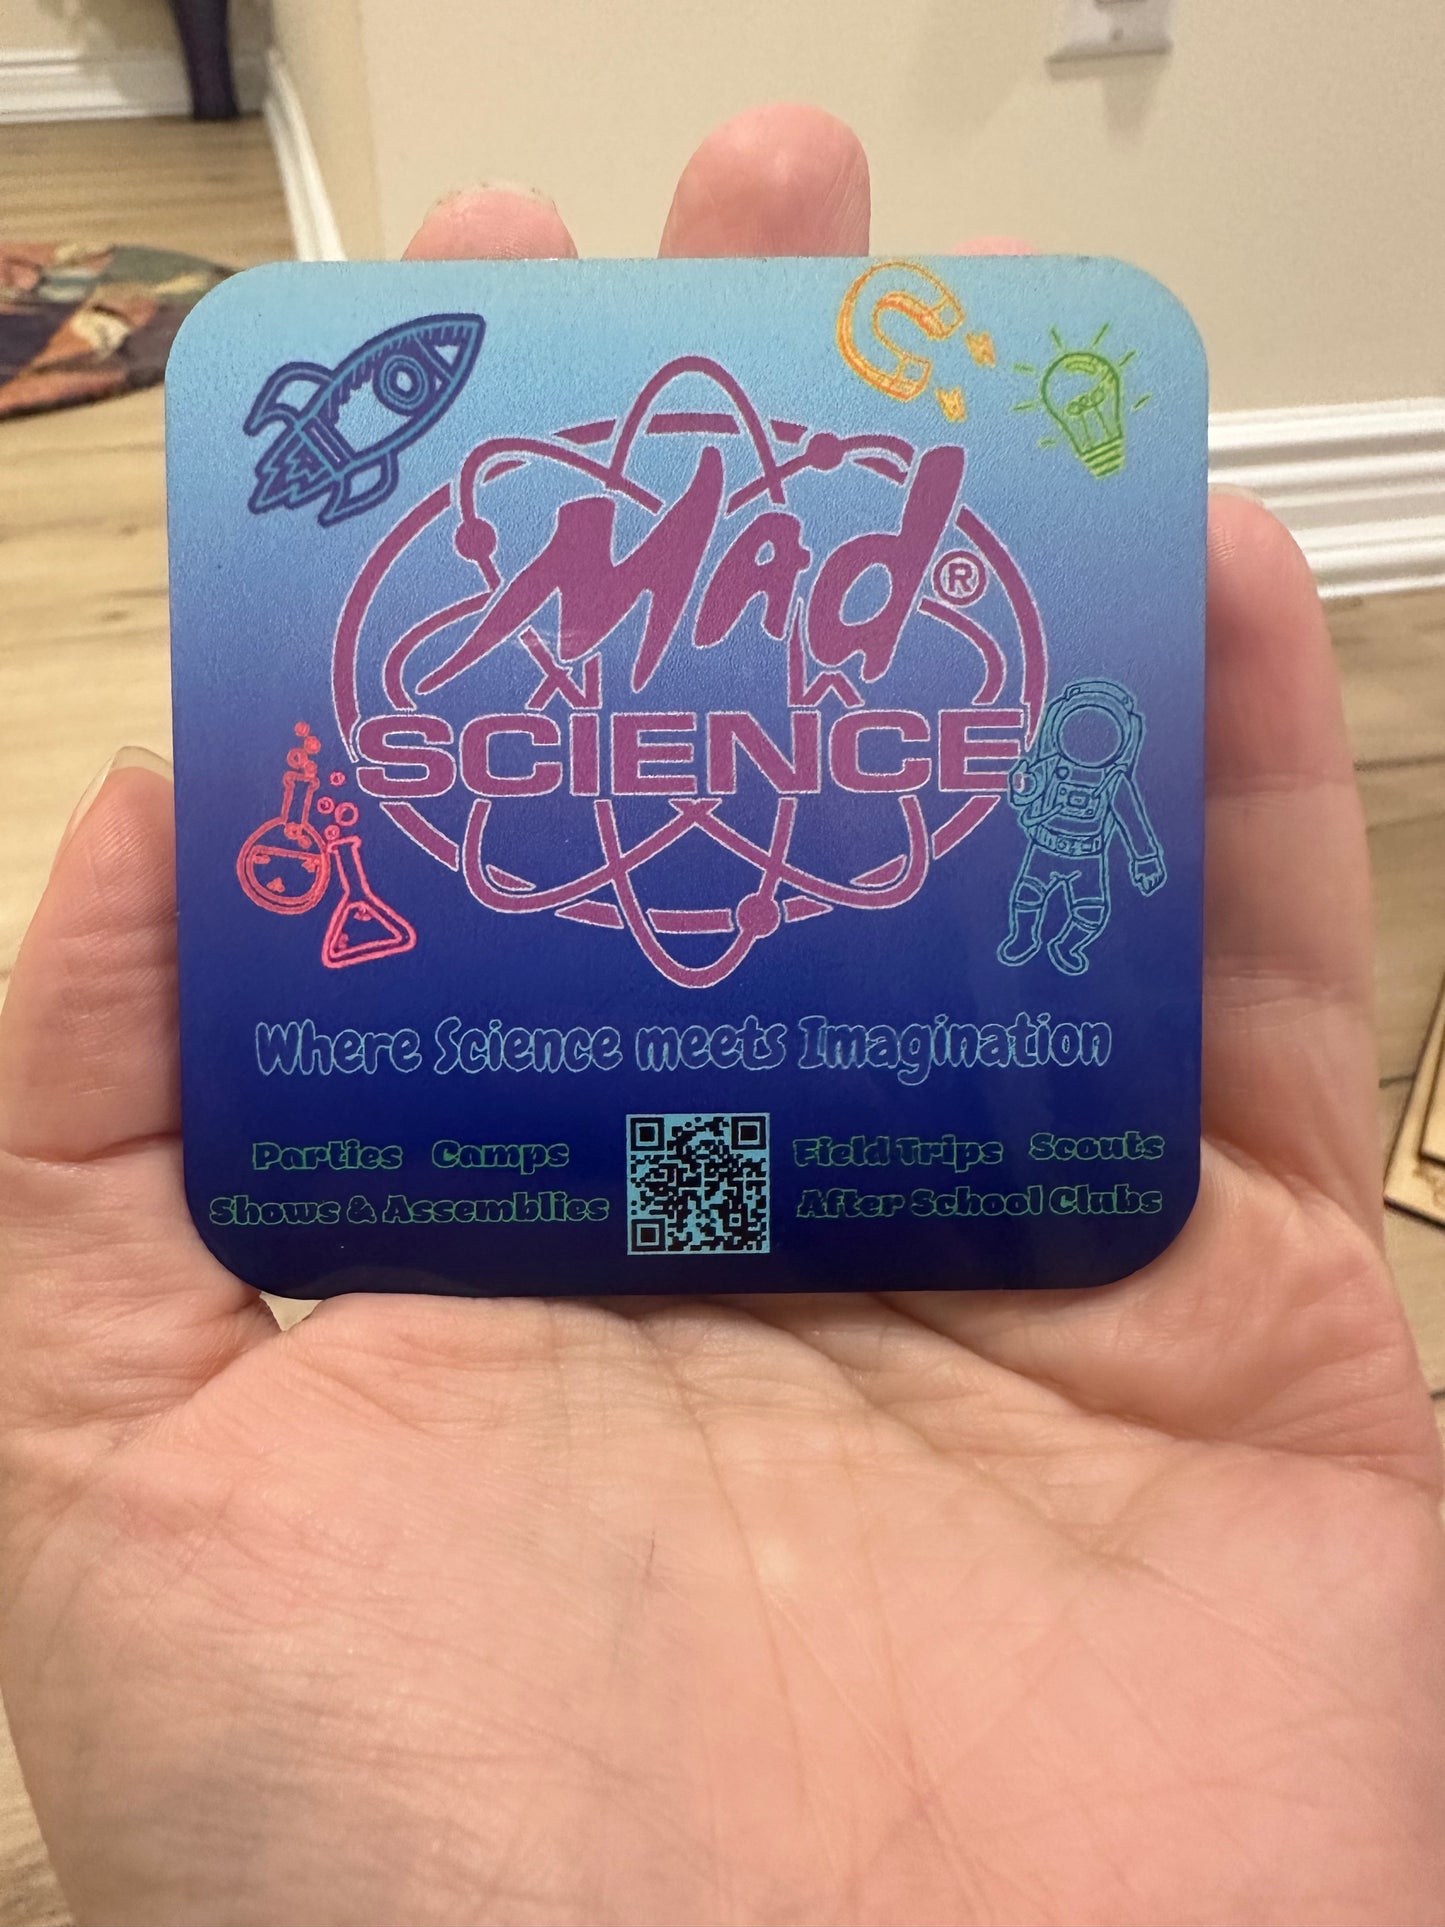 Mad®
SCIENCE
Where Science meets Imagination
Parties Camps
Shows & Assemblies
Field Trips Scouts
After School Clubs